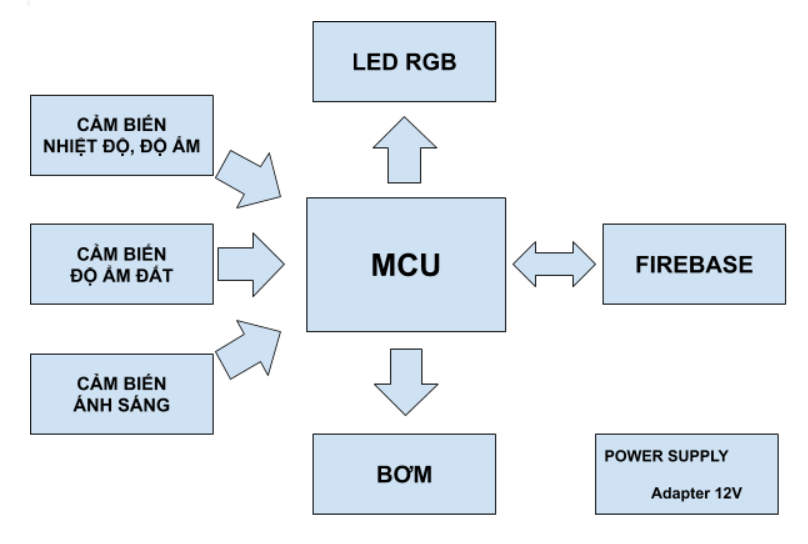 LED RGB
CẢM BIẾN
NHIỆT ĐỘ, ĐỘ ẨM
CẢM BIẾN
ĐỘ ẨM ĐẤT
MCU
FIREBASE
CẢM BIẾN
ÁNH SÁNG
BƠM
POWER SUPPLY
Adapter 12V